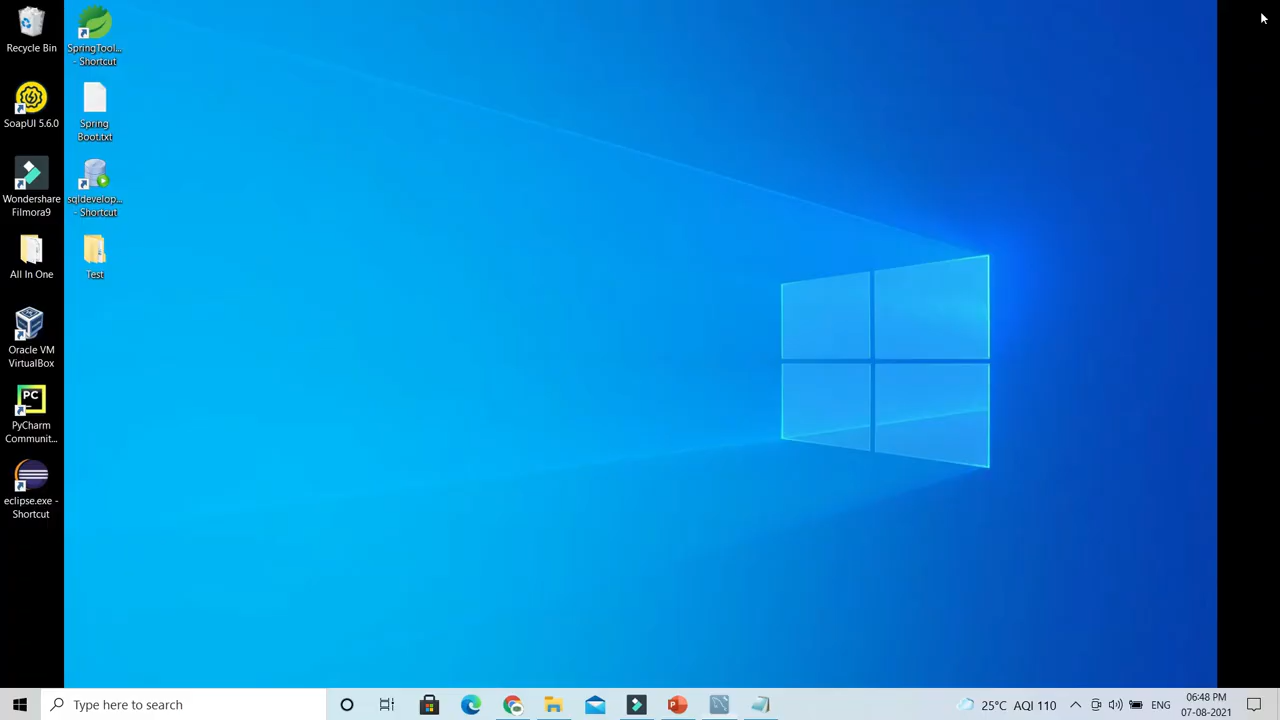 Recycle Bin
SoapUI 5.6.0
Wondershare
Filmora9
All In One
Oracle VM
VirtualBox
PC
PyCharm
Communit...
eclipse.exe -
Shortcut
SpringTool...
- Shortcut
Spring
Boot.txt
sqldevelop...
- Shortcut
Test
Type here to search
25°C AQI 110
ENG
06:48 PM
07-08-2021